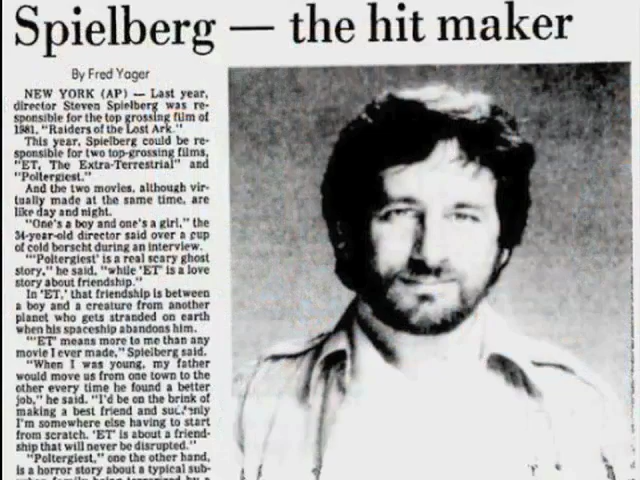 Spielberg — the hit maker
By Fred Yager
NEW YORK (AP) — Last year,
director Steven Spielberg was re-
sponsible for the top grossing film of
1981, "Raiders of the Lost Ark."
This year, Spielberg could be re-
sponsible for two top-grossing films,
"ET, The Extra-Terrestrial" and
"Poltergiest."
And the two movies, although vir-
tually made at the same time, are
like day and night.
"One's a boy and one's a girl," the
34-year-old director said over a cup
of cold borscht during an interview.
"'Poltergiest' is a real scary ghost
story," he said, "while 'ET' is a love
story about friendship."
In 'ET,' that friendship is between
a boy and a creature from another
planet who gets stranded on earth
when his spaceship abandons him.
"'ET' means more to me than any
movie I ever made," Spielberg said.
"When I was young, my father
would move us from one town to the
other every time he found a better
job," he said. "I'd be on the brink of
making a best friend and suddenly
I'm somewhere else having to start
from scratch. 'ET' is about a friend-
ship that will never be disrupted."
"Poltergiest," one the other hand,
is a horror story about a typical sub-